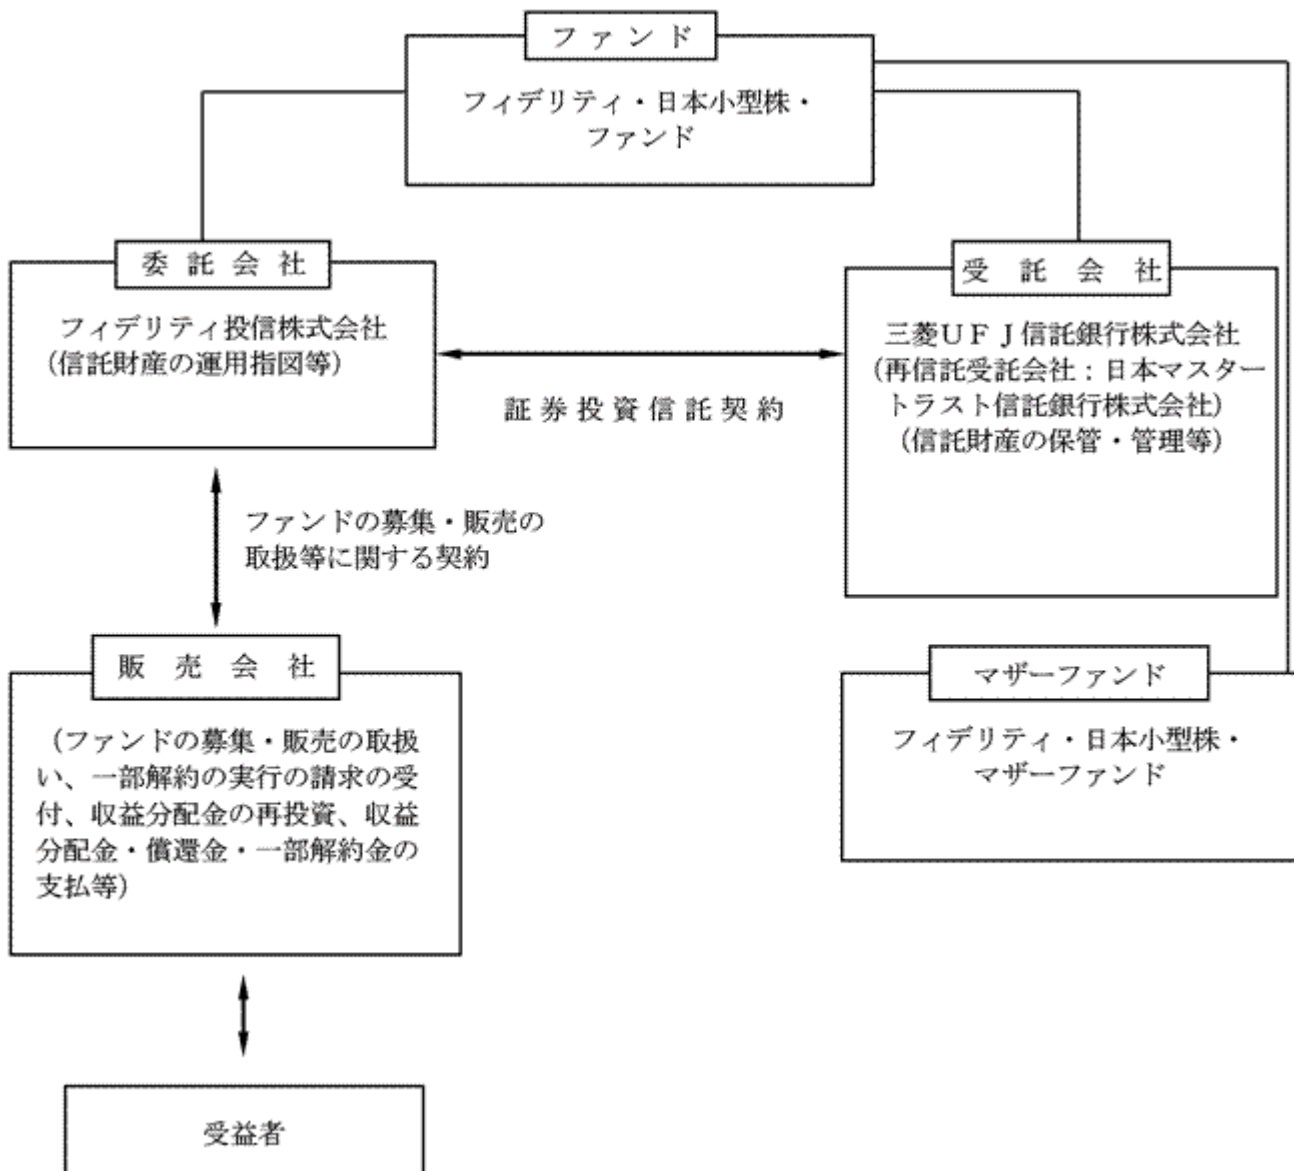 ファンド
フィデリティ・日本小型株・
ファンド
委託会社
フィデリティ投信株式会社
(信託財産の運用指図等)
証券投資信託契約
受託会社
三菱UFJ信託銀行株式会社
(再信託受託会社:日本マスター
トラスト信託銀行株式会社)
(信託財産の保管・管理等)
ファンドの募集・販売の
取扱等に関する契約
販売会社
(ファンドの募集・販売の取扱
い、一部解約の実行の請求の受
付、収益分配金の再投資、収益
分配金・償還金・一部解約金の
支払等)
マザーファンド
フィデリティ・日本小型株・
マザーファンド
受益者